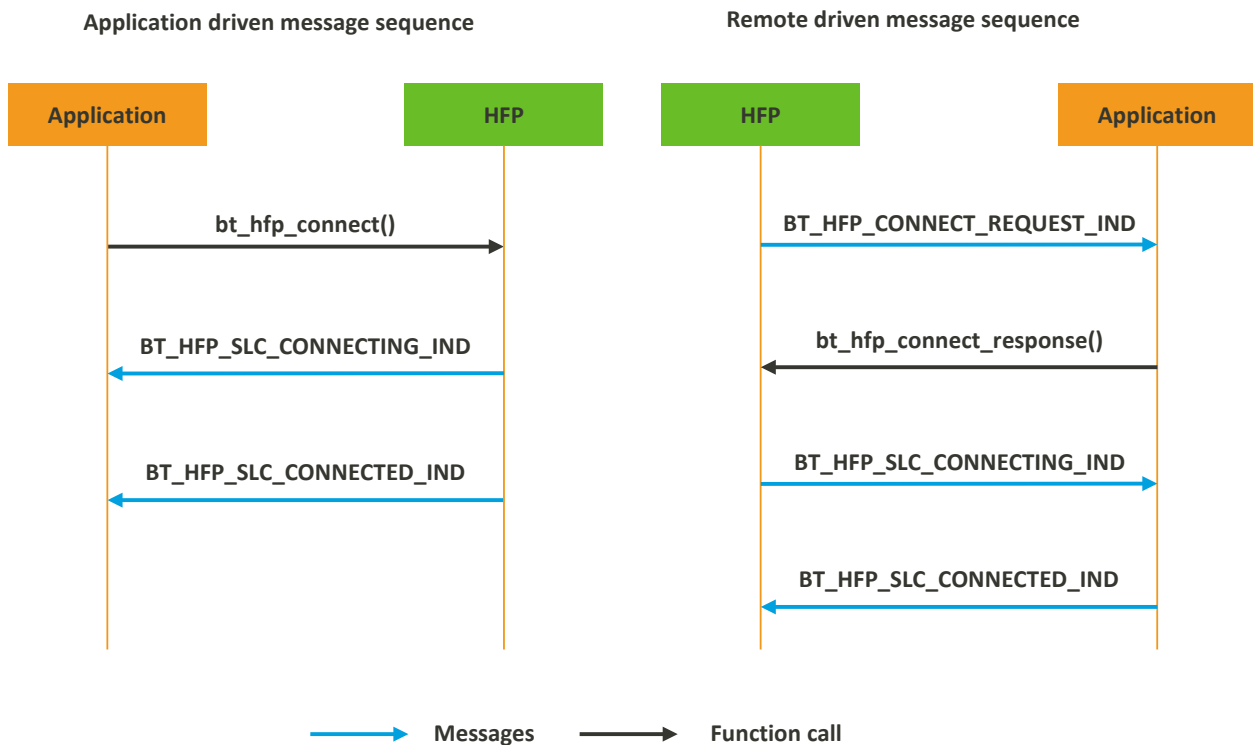 Application driven message sequence
Remote driven message sequence
Application
HFP
HFP
Application
bt_hfp_connect()
BT_HFP_CONNECT_REQUEST_IND
BT_HFP_SLC_CONNECTING_IND
bt_hfp_connect_response()
BT_HFP_SLC_CONNECTED_IND
BT_HFP_SLC_CONNECTING_IND
BT_HFP_SLC_CONNECTED_IND
Messages
Function call